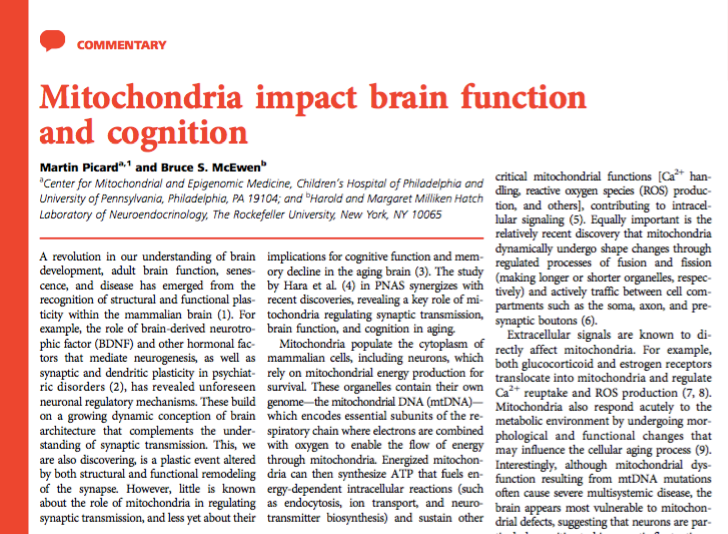 COMMENTARY
Mitochondria impact brain function
and cognition
Martin Picardᵃ,¹ and Bruce S. McEwenᵇ
ᵃCenter for Mitochondrial and Epigenomic Medicine, Children's Hospital of Philadelphia and
University of Pennsylvania, Philadelphia, PA 19104; and ᵇHarold and Margaret Milliken Hatch
Laboratory of Neuroendocrinology, The Rockefeller University, New York, NY 10065
A revolution in our understanding of brain
development, adult brain function, senes-
cence, and disease has emerged from the
recognition of structural and functional plas-
ticity within the mammalian brain (1). For
example, the role of brain-derived neurotro-
phic factor (BDNF) and other hormonal fac-
tors that mediate neurogenesis, as well as
synaptic and dendritic plasticity in psychiat-
ric disorders (2), has revealed unforeseen
neuronal regulatory mechanisms. These build
on a growing dynamic conception of brain
architecture that complements the under-
standing of synaptic transmission. This, we
are also discovering, is a plastic event altered
by both structural and functional remodeling
of the synapse. However, little is known
about the role of mitochondria in regulating
synaptic transmission, and less yet about their
implications for cognitive function and mem-
ory decline in the aging brain (3). The study
by Hara et al. (4) in PNAS synergizes with
recent discoveries, revealing a key role of mi-
tochondria regulating synaptic transmission,
brain function, and cognition in aging.
Mitochondria populate the cytoplasm of
mammalian cells, including neurons, which
rely on mitochondrial energy production for
survival. These organelles contain their own
genome—the mitochondrial DNA (mtDNA)—
which encodes essential subunits of the re-
spiratory chain where electrons are combined
with oxygen to enable the flow of energy
through mitochondria. Energized mitochon-
dria can then synthesize ATP that fuels en-
ergy-dependent intracellular reactions (such
as endocytosis, ion transport, and neuro-
transmitter biosynthesis) and sustain other
critical mitochondrial functions [Ca²⁺ han-
dling, reactive oxygen species (ROS) produc-
tion, and others], contributing to intracel-
lular signaling (5). Equally important is the
relatively recent discovery that mitochondria
dynamically undergo shape changes through
regulated processes of fusion and fission
(making longer or shorter organelles, respec-
tively) and actively traffic between cell com-
partments such as the soma, axon, and pre-
synaptic boutons (6).
Extracellular signals are known to di-
rectly affect mitochondria. For example,
both glucocorticoid and estrogen receptors
translocate into mitochondria and regulate
Ca²⁺ reuptake and ROS production (7, 8).
Mitochondria also respond acutely to the
metabolic environment by undergoing mor-
phological and functional changes that
may influence the cellular aging process (9).
Interestingly, although mitochondrial dys-
function resulting from mtDNA mutations
often cause severe multisystemic disease, the
brain appears most vulnerable to mitochon-
drial defects, suggesting that neurons are par-